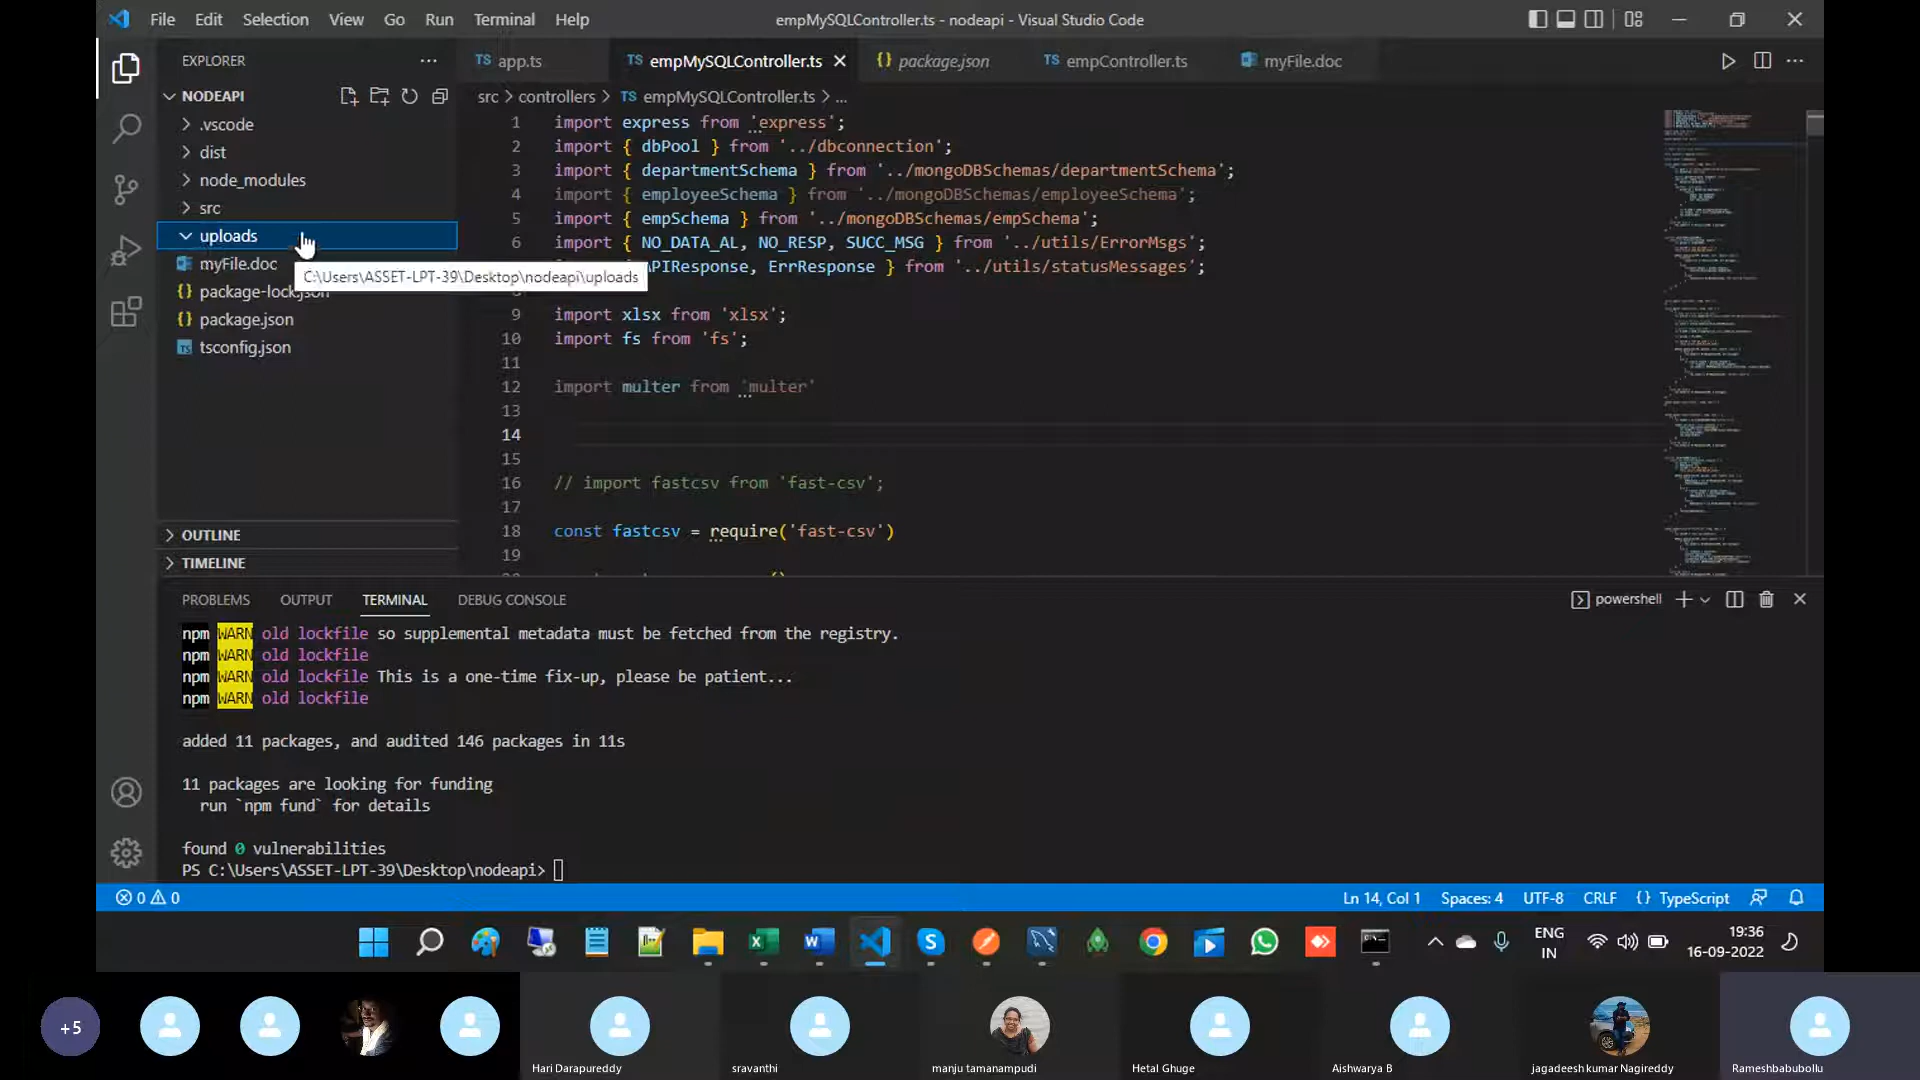 File Edit Selection View Go Run Terminal Help
empMySQLController.ts - nodeapi - Visual Studio Code
EXPLORER
NODEAPI
.vscode
dist
node_modules
src
uploads
myFile.doc
C:\Users\ASSET-LPT-39\Desktop\nodeapi\uploads
package-lock.json
package.json
tsconfig.json
OUTLINE
TIMELINE
TS app.ts
TS empMySQLController.ts
{} package.json
TS empController.ts
myFile.doc
src > controllers > TS empMySQLController.ts > ...
1 import express from 'express';
2 import { dbPool } from '../dbconnection';
3 import { departmentSchema } from '../mongoDBSchemas/departmentSchema';
4 import { employeeSchema } from '../mongoDBSchemas/employeeSchema';
5 import { empSchema } from '../mongoDBSchemas/empSchema';
6 import { NO_DATA_AL, NO_RESP, SUCC_MSG } from '../utils/ErrorMsgs';
APIResponse, ErrResponse } from '../utils/statusMessages';
9 import xlsx from 'xlsx';
10 import fs from 'fs';
11
12 import multer from 'multer'
13
14
15
16 // import fastcsv from 'fast-csv';
17
18 const fastcsv = require('fast-csv')
19
PROBLEMS OUTPUT TERMINAL DEBUG CONSOLE
powershell
npm WARN old lockfile so supplemental metadata must be fetched from the registry.
npm WARN old lockfile
npm WARN old lockfile This is a one-time fix-up, please be patient...
npm WARN old lockfile
added 11 packages, and audited 146 packages in 11s
11 packages are looking for funding
run `npm fund` for details
found 0 vulnerabilities
PS C:\Users\ASSET-LPT-39\Desktop\nodeapi>
0 0
Ln 14, Col 1 Spaces: 4 UTF-8 CRLF {} TypeScript
ENG
IN
19:36
16-09-2022
+5
Hari Darapureddy
sravanthi
manju tamanampudi
Hetal Ghuge
Aishwarya B
jagadeesh kumar Nagireddy
Rameshbabubollu